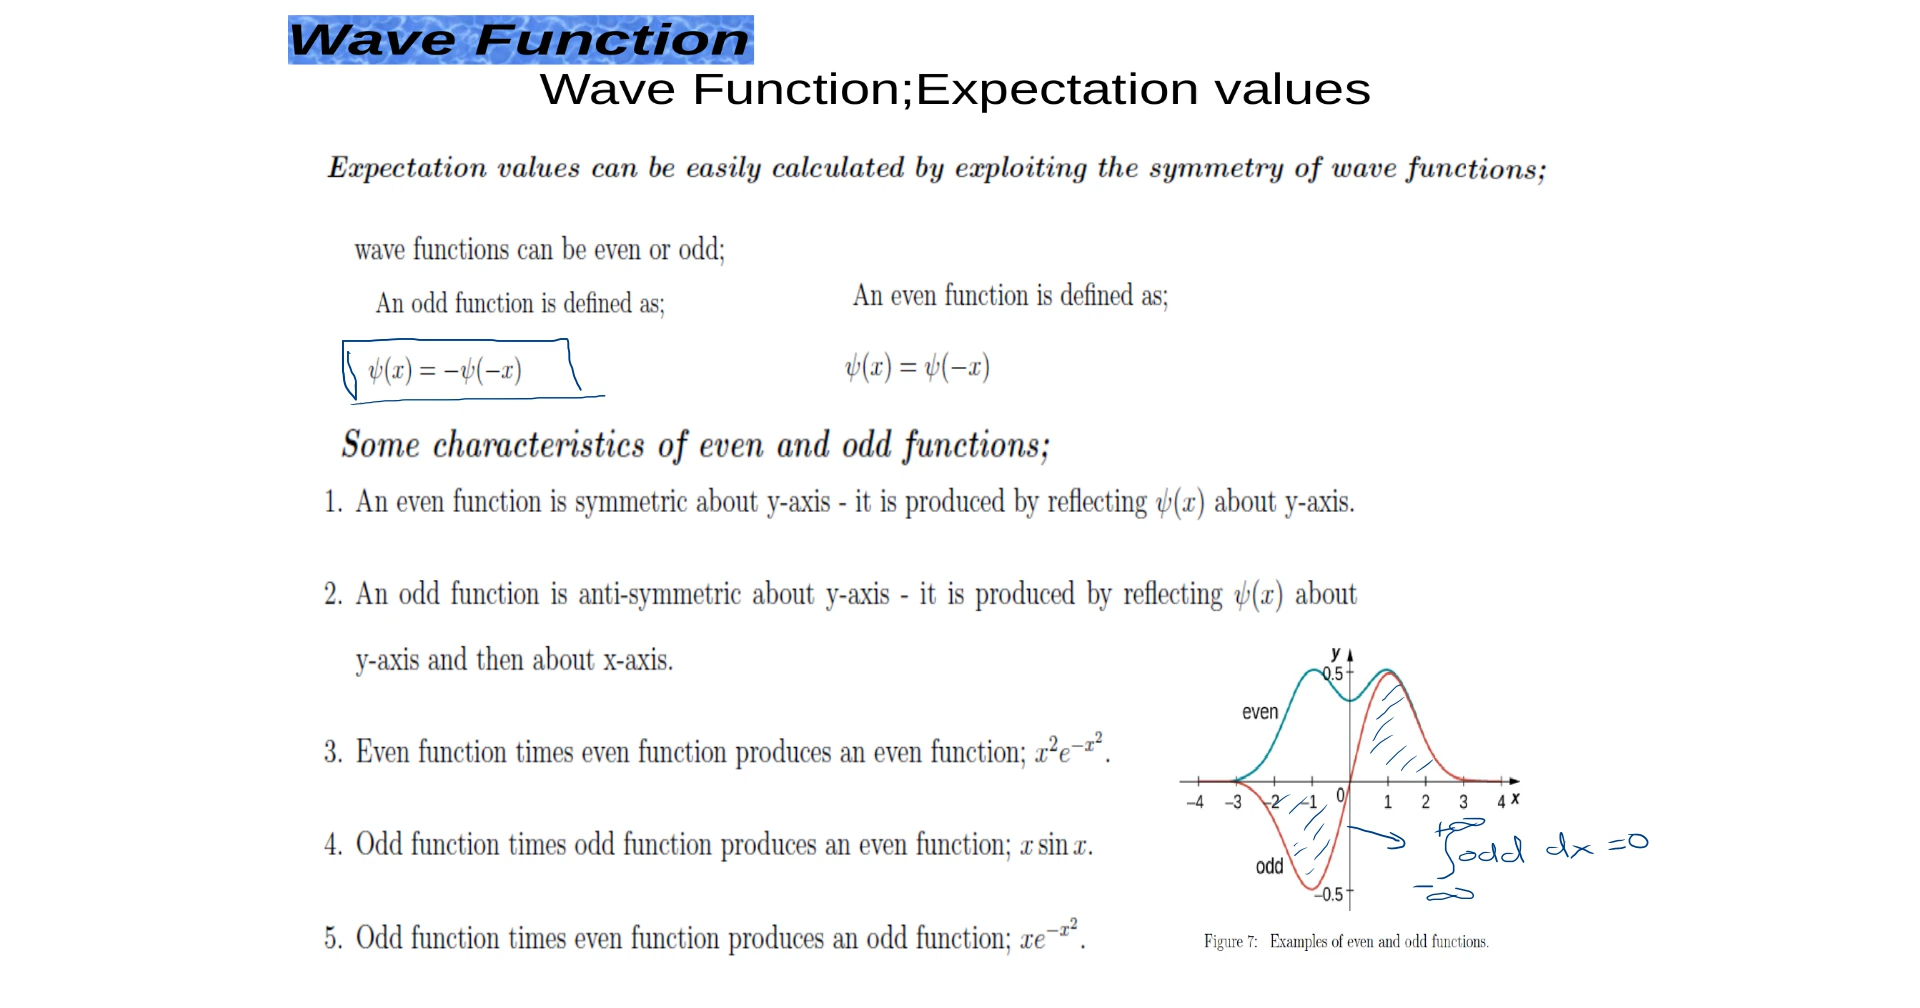 Wave Function
Wave Function;Expectation values
Expectation values can be easily calculated by exploiting the symmetry of wave functions;
wave functions can be even or odd;
An odd function is defined as;
An even function is defined as;
ψ(x) = −ψ(−x)
ψ(x) = ψ(−x)
Some characteristics of even and odd functions;
1. An even function is symmetric about y-axis - it is produced by reflecting ψ(x) about y-axis.
2. An odd function is anti-symmetric about y-axis - it is produced by reflecting ψ(x) about
y-axis and then about x-axis.
3. Even function times even function produces an even function; x²e^{−x²}.
4. Odd function times odd function produces an even function; x sin x.
5. Odd function times even function produces an odd function; xe^{−x²}.
y
0.5
even
−4 −3 −2 −1 0 1 2 3 4 x
odd
−0.5
+∞
∫odd dx =0
−∞
Figure 7: Examples of even and odd functions.